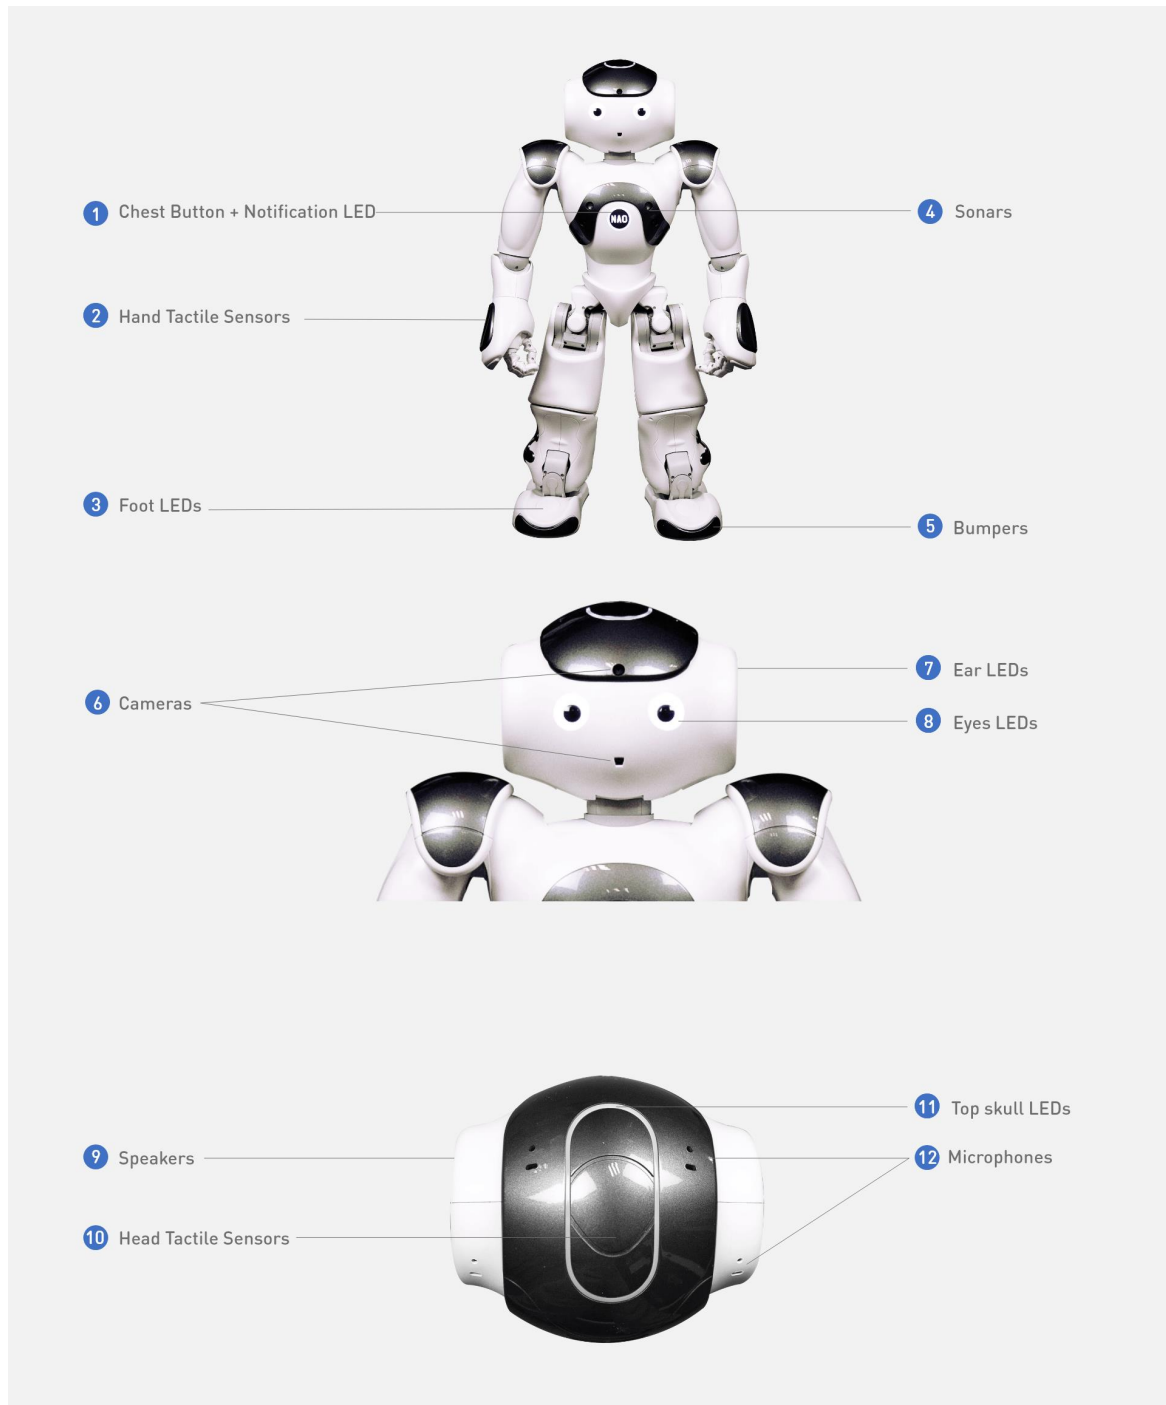 1 Chest Button + Notification LED
4 Sonars
NAO
2 Hand Tactile Sensors
3 Foot LEDs
5 Bumpers
7 Ear LEDs
6 Cameras
8 Eyes LEDs
11 Top skull LEDs
9 Speakers
12 Microphones
10 Head Tactile Sensors